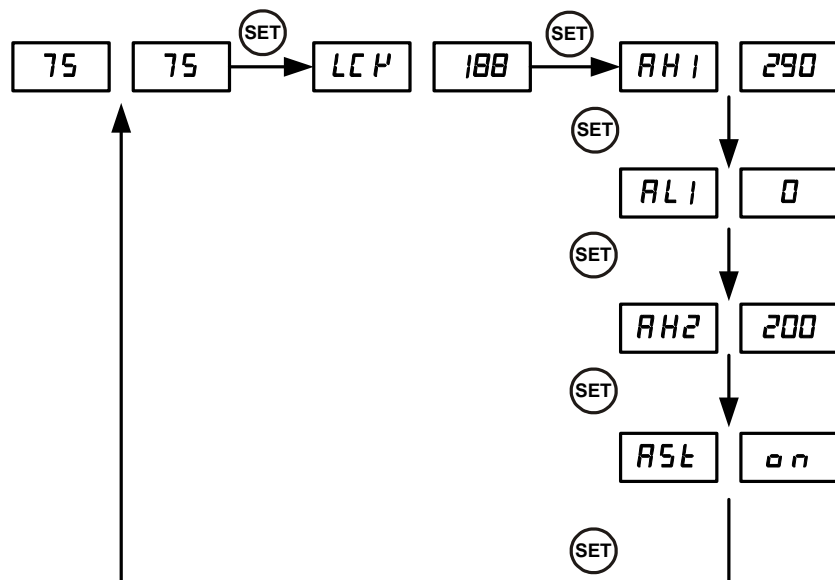 SET SET
75 75 LCK 188 AH1 290
SET
AL1 0
SET
AH2 200
SET
ASt on
SET